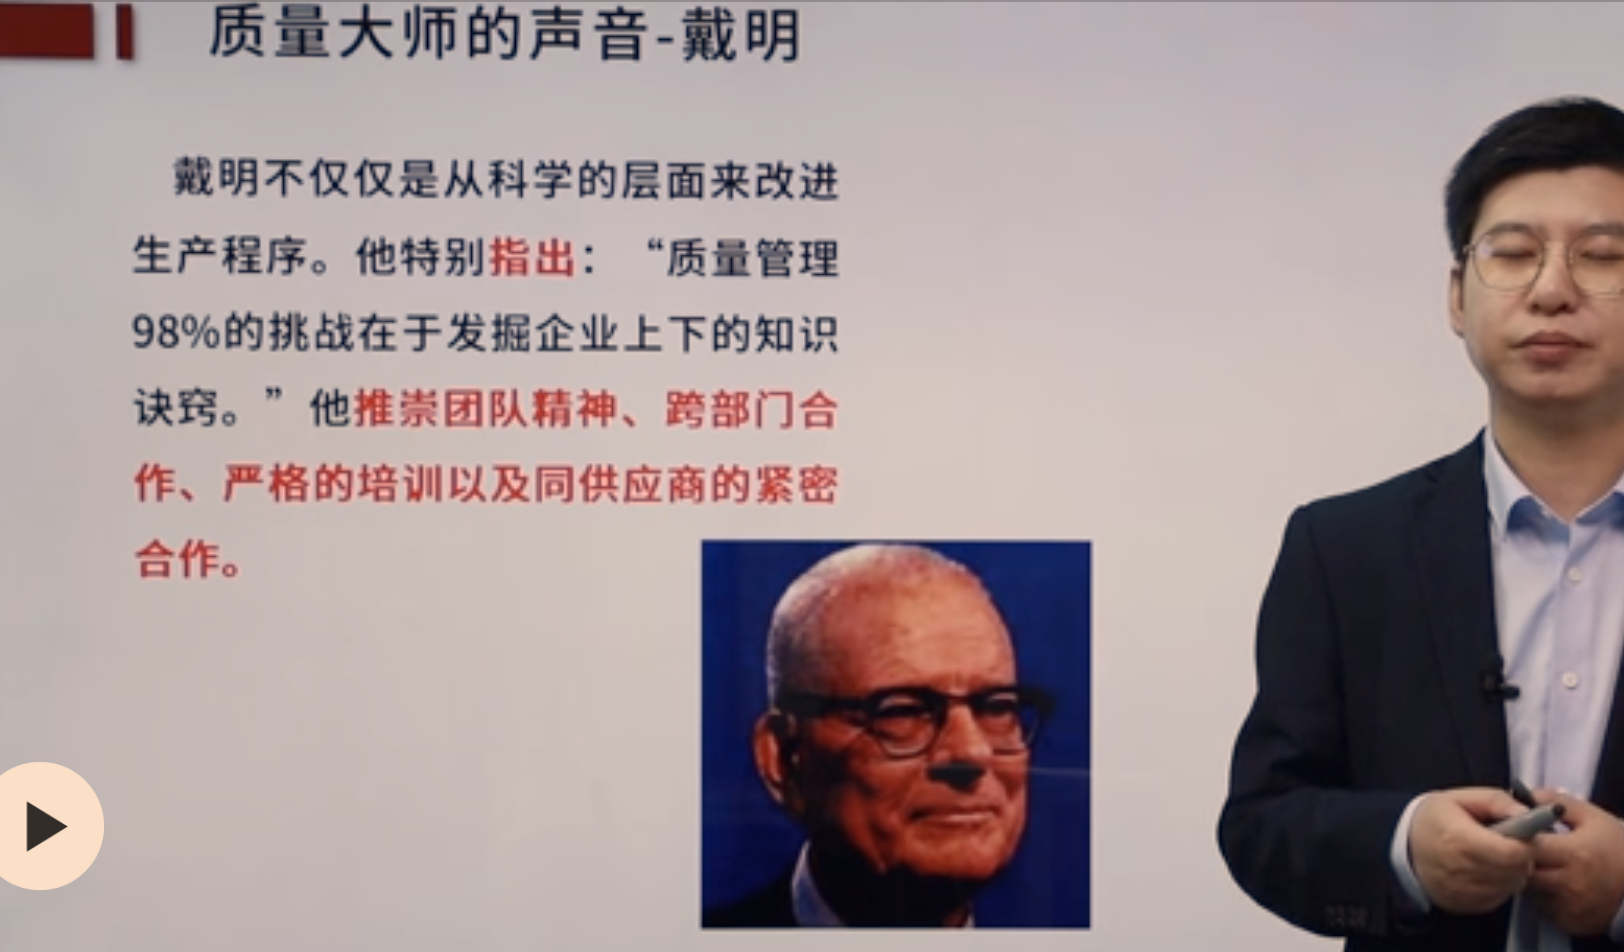 质量大师的声音-戴明
戴明不仅仅是从科学的层面来改进
生产程序。他特别指出：“质量管理
98%的挑战在于发掘企业上下的知识
诀窍。”他推崇团队精神、跨部门合
作、严格的培训以及同供应商的紧密
合作。